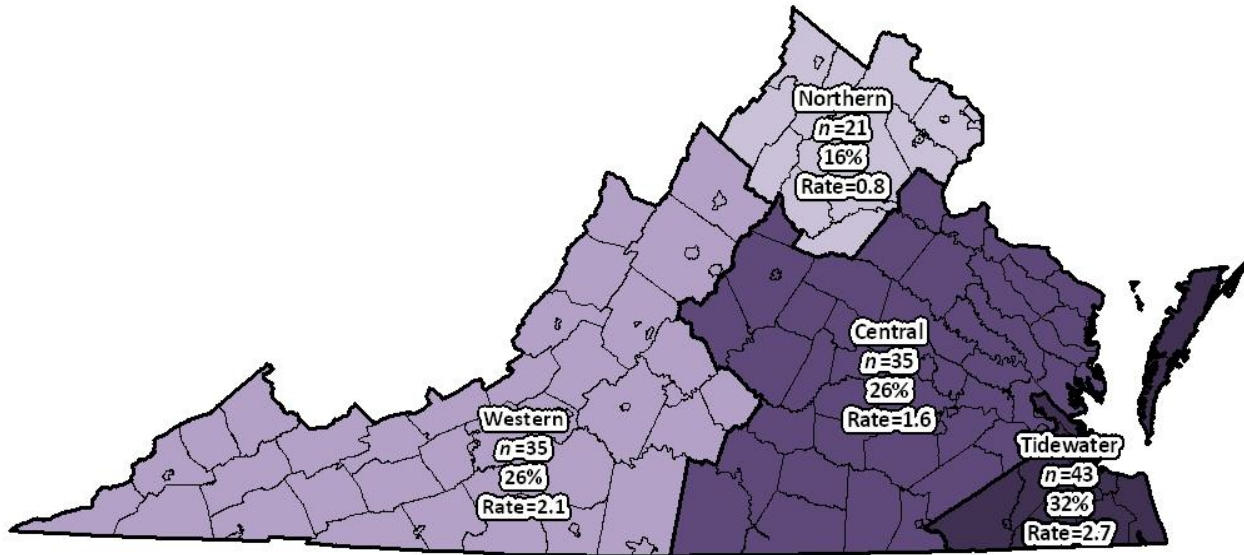 Northern
n=21
16%
Rate=0.8
Central
n=35
26%
Rate=1.6
Western
n=35
26%
Rate=2.1
Tidewater
n=43
32%
Rate=2.7